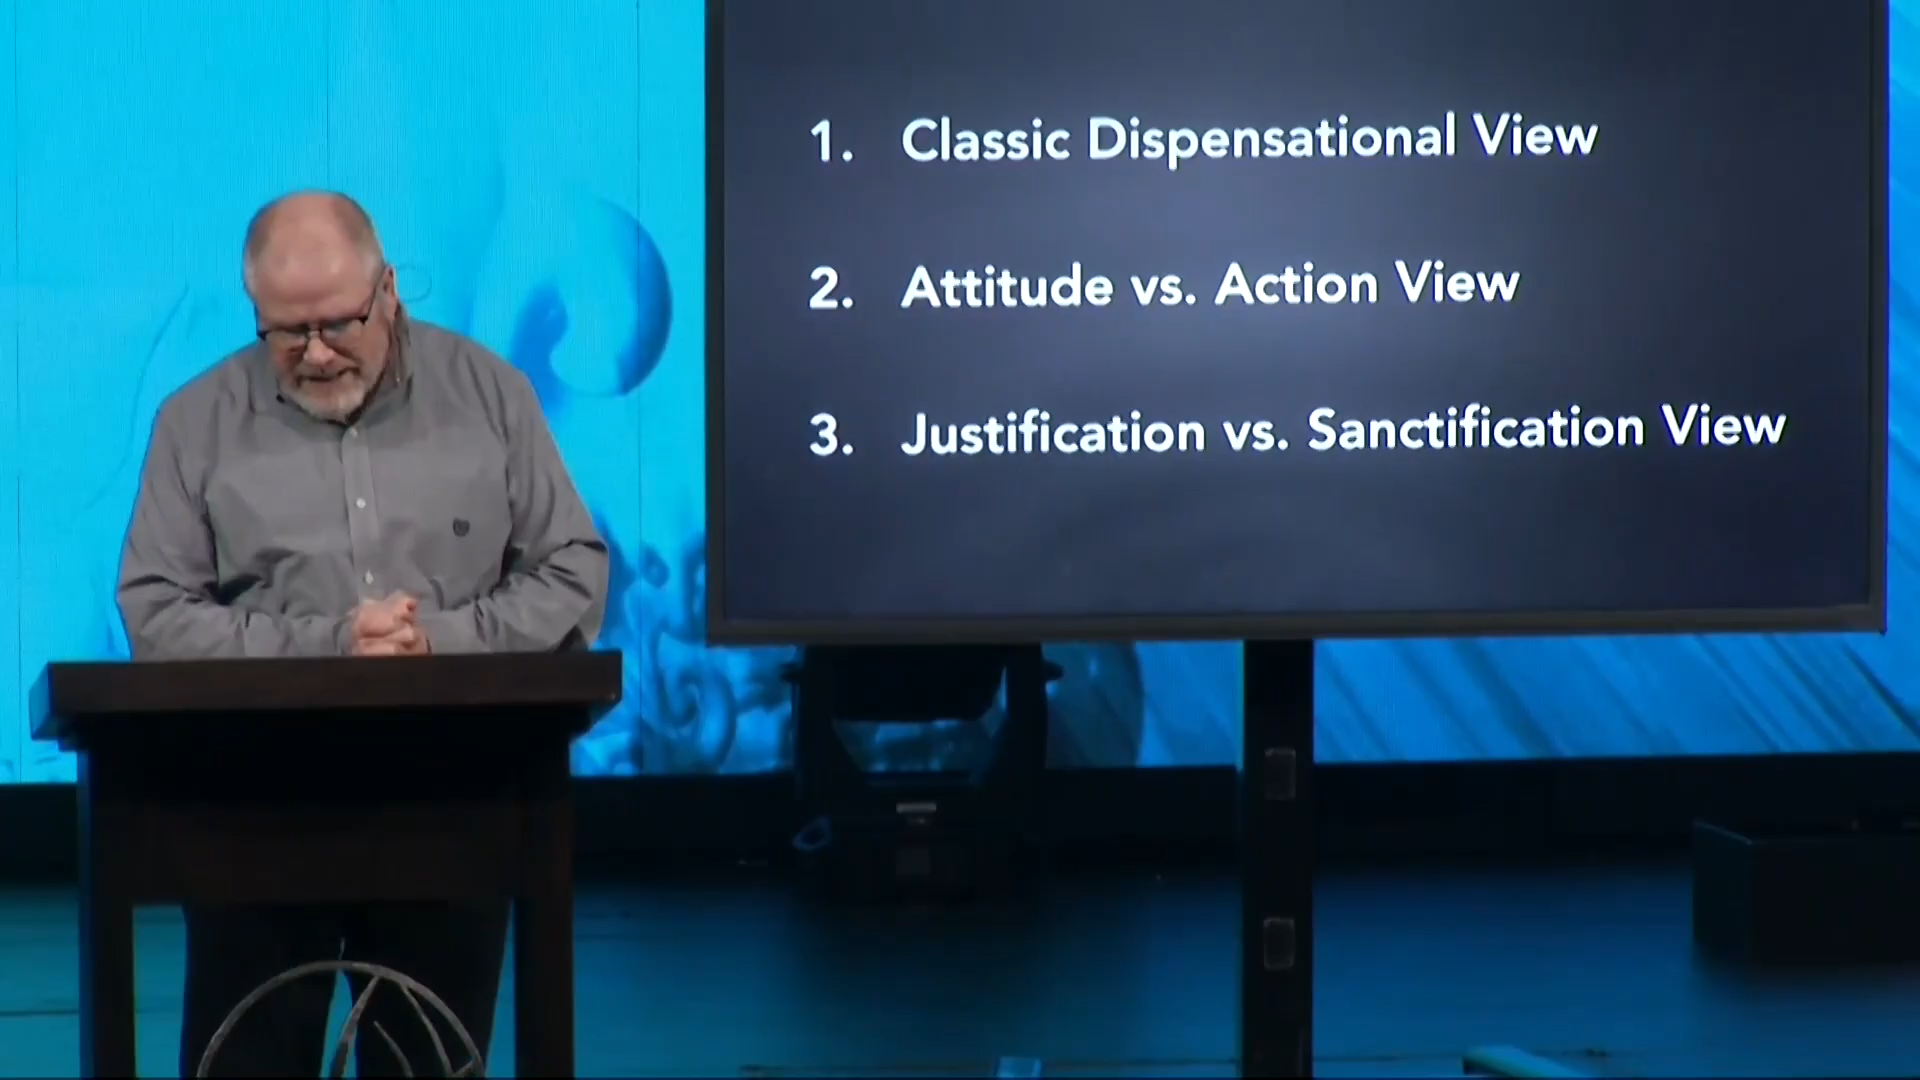 1. Classic Dispensational View
2. Attitude vs. Action View
3. Justification vs. Sanctification View